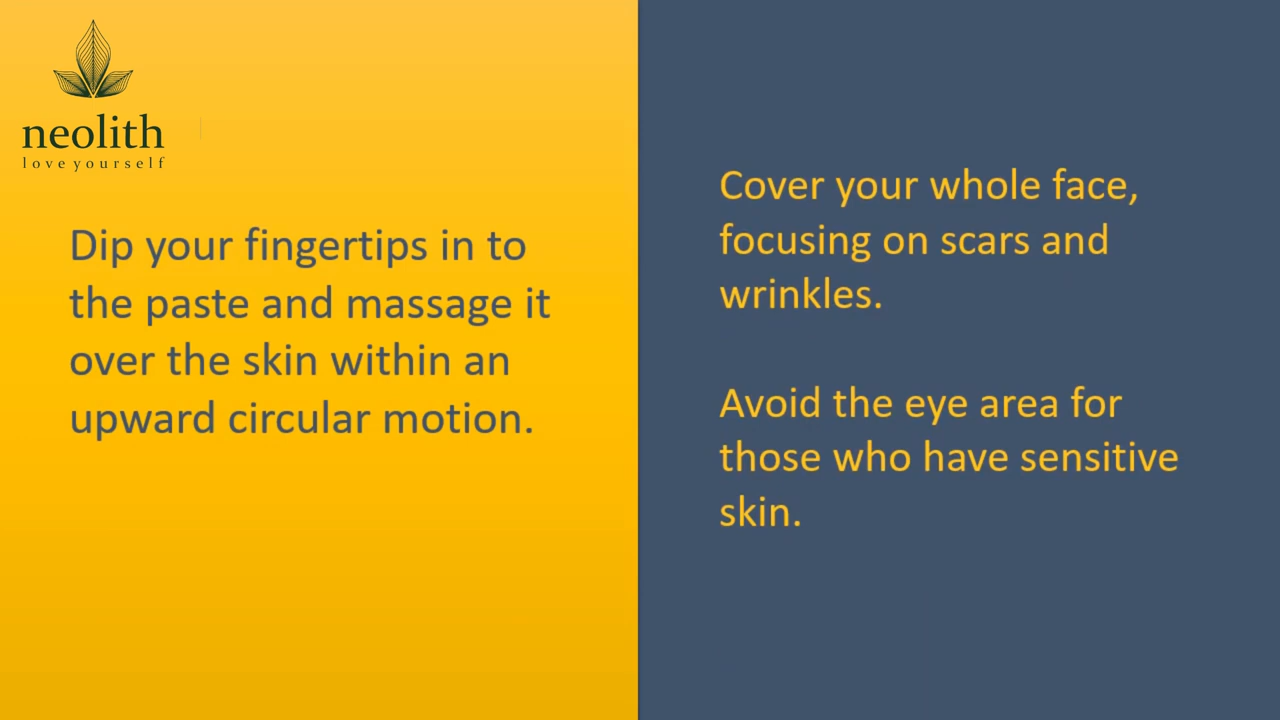 neolith
love yourself
Dip your fingertips in to
the paste and massage it
over the skin within an
upward circular motion.
Cover your whole face,
focusing on scars and
wrinkles.
Avoid the eye area for
those who have sensitive
skin.